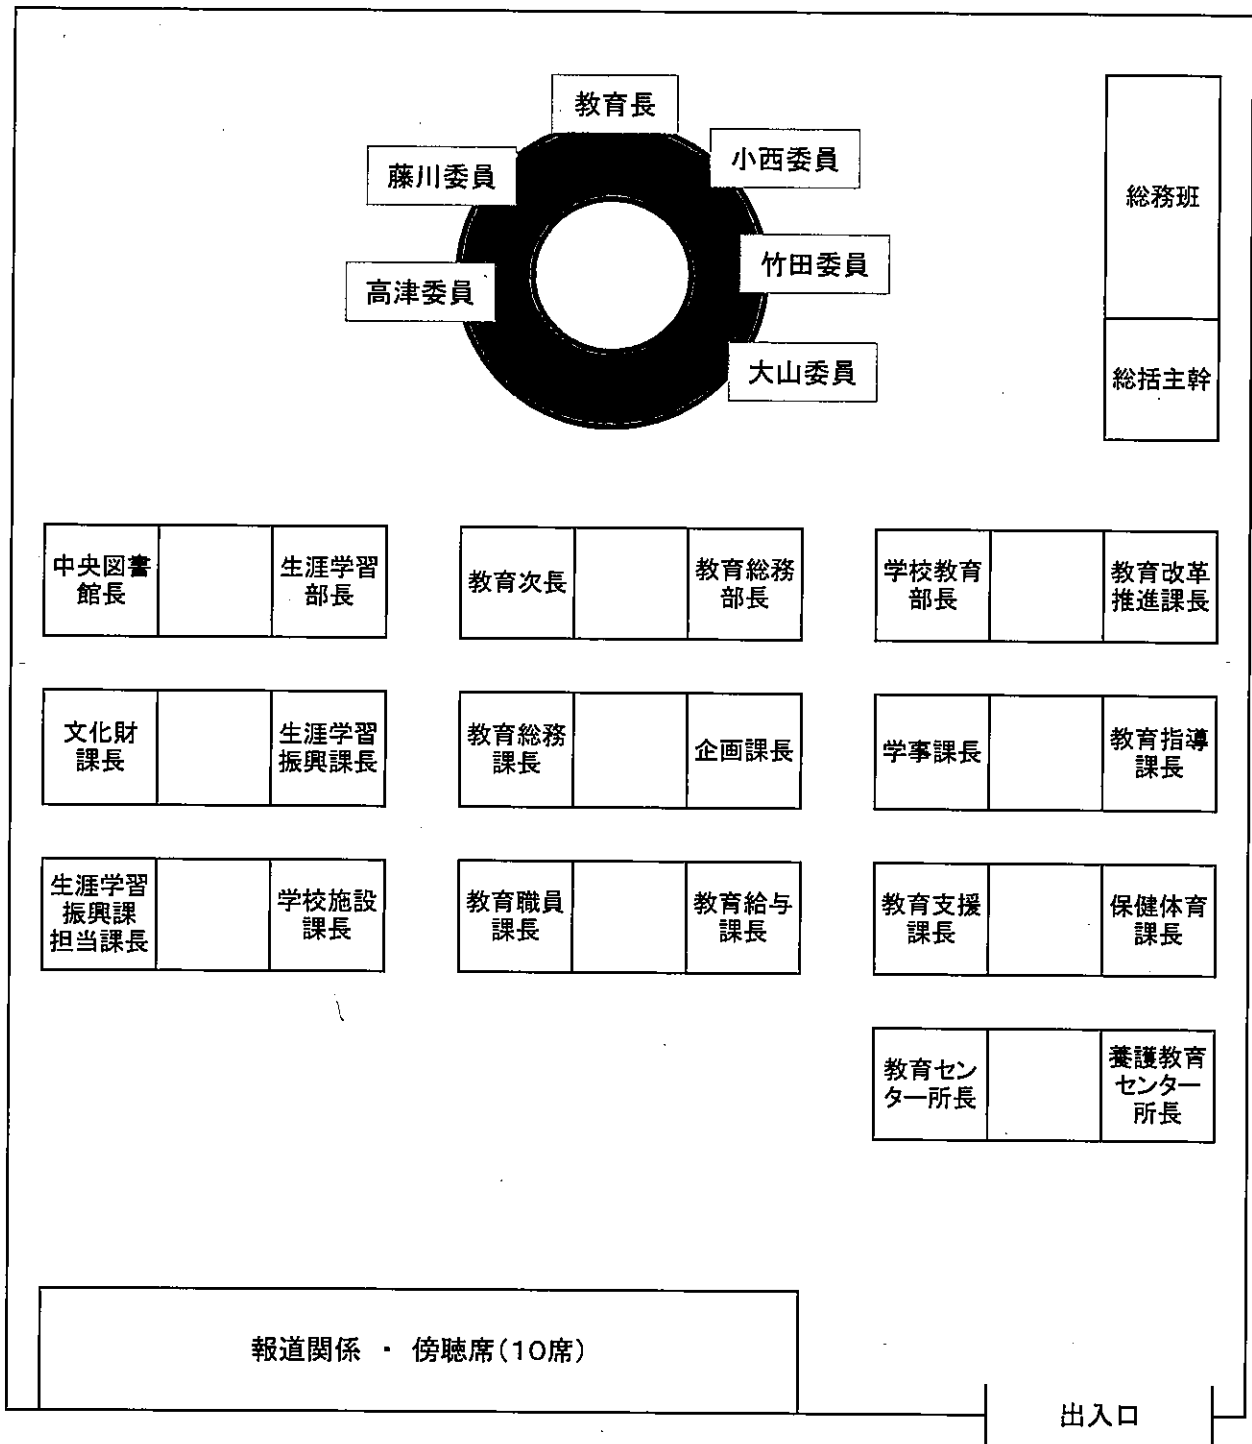 教育長
藤川委員
小西委員
高津委員
竹田委員
大山委員
総務班
総括主幹
中央図書
館長
生涯学習
部長
教育次長
教育総務
部長
学校教育
部長
教育改革
推進課長
文化財
課長
生涯学習
振興課長
教育総務
課長
企画課長
学事課長
教育指導
課長
生涯学習
振興課
担当課長
学校施設
課長
教育職員
課長
教育給与
課長
教育支援
課長
保健体育
課長
教育セン
ター所長
養護教育
センター
所長
報道関係 ・ 傍聴席(10席)
出入口